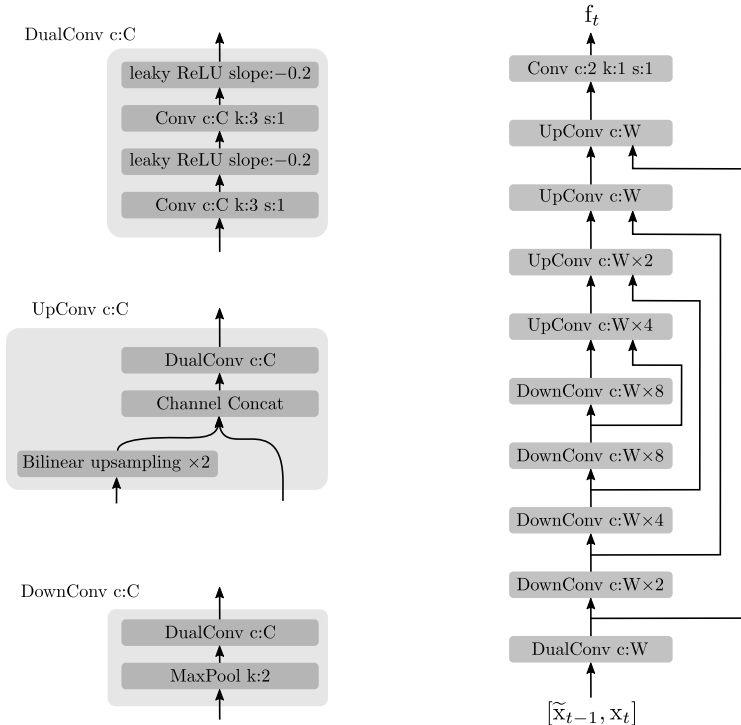 DualConv c:C
leaky ReLU slope:−0.2
Conv c:C k:3 s:1
leaky ReLU slope:−0.2
Conv c:C k:3 s:1
UpConv c:C
DualConv c:C
Channel Concat
Bilinear upsampling ×2
DownConv c:C
DualConv c:C
MaxPool k:2
f_t
Conv c:2 k:1 s:1
UpConv c:W
UpConv c:W
UpConv c:W×2
UpConv c:W×4
DownConv c:W×8
DownConv c:W×8
DownConv c:W×4
DownConv c:W×2
DualConv c:W
[x̃_{t−1}, x_t]